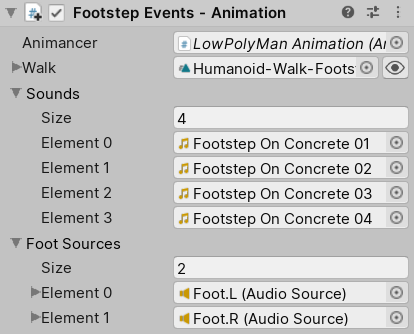 Footstep Events - Animation
Animancer LowPolyMan Animation (A
Walk Humanoid-Walk-Foots
Sounds
Size 4
Element 0 Footstep On Concrete 01
Element 1 Footstep On Concrete 02
Element 2 Footstep On Concrete 03
Element 3 Footstep On Concrete 04
Foot Sources
Size 2
Element 0 Foot.L (Audio Source)
Element 1 Foot.R (Audio Source)